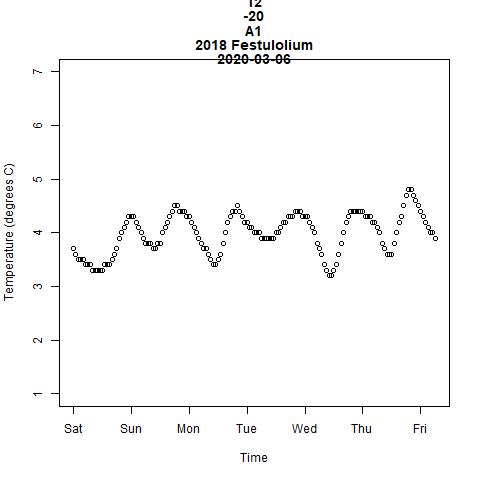 12
-20
A1
2018 Festulolium
2020-03-06
7
6
5
4
3
2
1
Temperature (degrees C)
Sat Sun Mon Tue Wed Thu Fri
Time